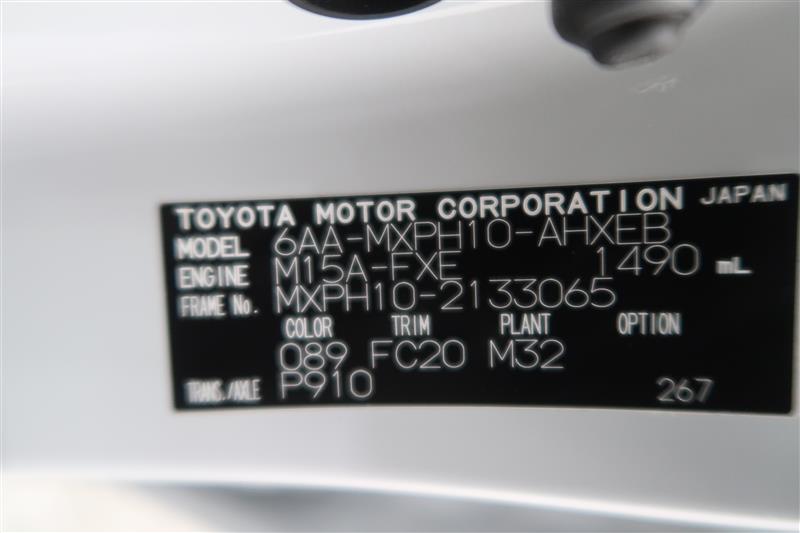 TOYOTA MOTOR CORPORATION JAPAN
MODEL 6AA-MXPH10-AHXEB
ENGINE M15A-FXE 1490 mL
FRAME No. MXPH10-2133065
COLOR TRIM PLANT OPTION
089 FC20 M32
TRANS./AXLE P910 267